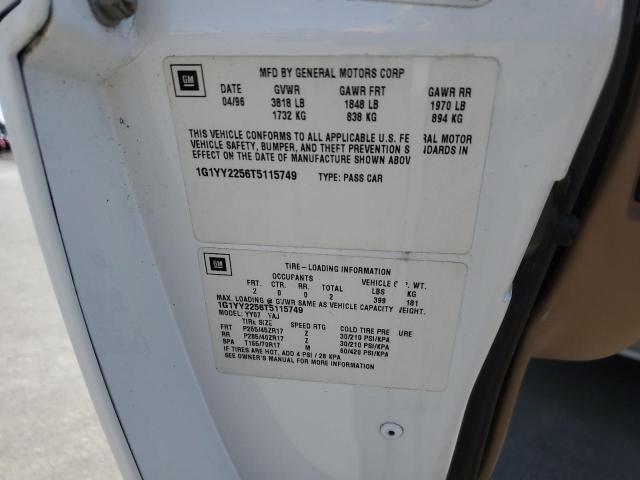 GM
MFD BY GENERAL MOTORS CORP
DATE GVWR GAWR FRT GAWR RR
04/96 3818 LB 1848 LB 1970 LB
1732 KG 838 KG 894 KG
THIS VEHICLE CONFORMS TO ALL APPLICABLE U.S. FE RAL MOTOR
VEHICLE SAFETY, BUMPER, AND THEFT PREVENTION S NDARDS IN
EFFECT ON THE DATE OF MANUFACTURE SHOWN ABOV
1G1YY2256T5115749 TYPE: PASS CAR
GM
TIRE-LOADING INFORMATION
OCCUPANTS VEHICLE C P. WT.
FRT. CTR. RR. TOTAL LBS KG
2 0 0 2 399 181
MAX. LOADING @ GVWR SAME AS VEHICLE CAPACITY WEIGHT.
1G1YY2256T5115749
MODEL: YY07 YAJ
TIRE SIZE SPEED RTG COLD TIRE PRE URE
FRT P255/45ZR17 Z 30/210 PSI/KPA
RR P285/40ZR17 Z 30/210 PSI/KPA
SPA T155/70R17 M 60/420 PSI/KPA
IF TIRES ARE HOT, ADD 4 PSI / 28 KPA
SEE OWNER'S MANUAL FOR MORE INFORMATION.